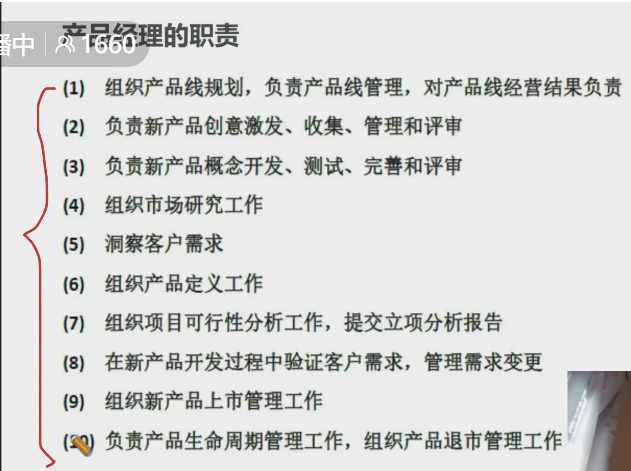 产品经理的职责
播中 1660
(1) 组织产品线规划，负责产品线管理，对产品线经营结果负责
(2) 负责新产品创意激发、收集、管理和评审
(3) 负责新产品概念开发、测试、完善和评审
(4) 组织市场研究工作
(5) 洞察客户需求
(6) 组织产品定义工作
(7) 组织项目可行性分析工作，提交立项分析报告
(8) 在新产品开发过程中验证客户需求，管理需求变更
(9) 组织新产品上市管理工作
(10) 负责产品生命周期管理工作，组织产品退市管理工作